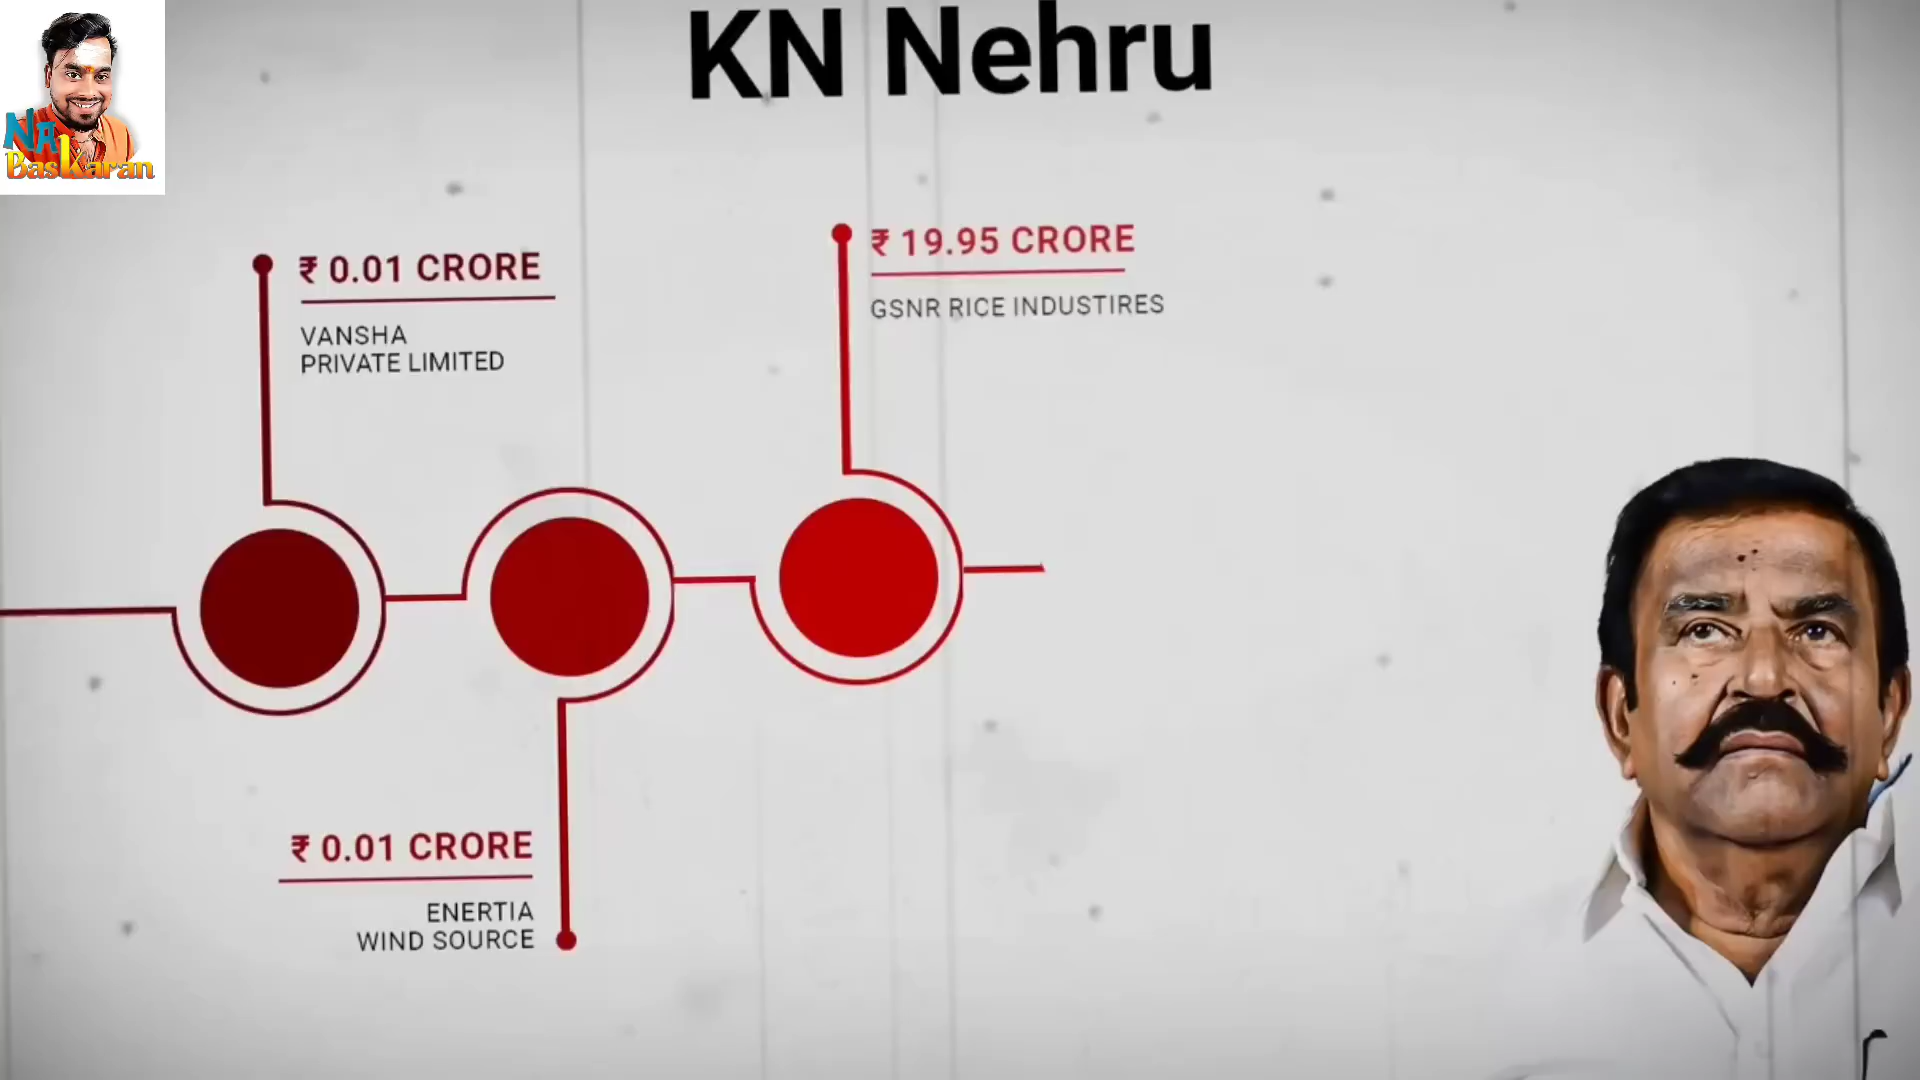 KN Nehru
NA
Baskaran
₹ 0.01 CRORE
VANSHA
PRIVATE LIMITED
₹ 19.95 CRORE
GSNR RICE INDUSTIRES
₹ 0.01 CRORE
ENERTIA
WIND SOURCE